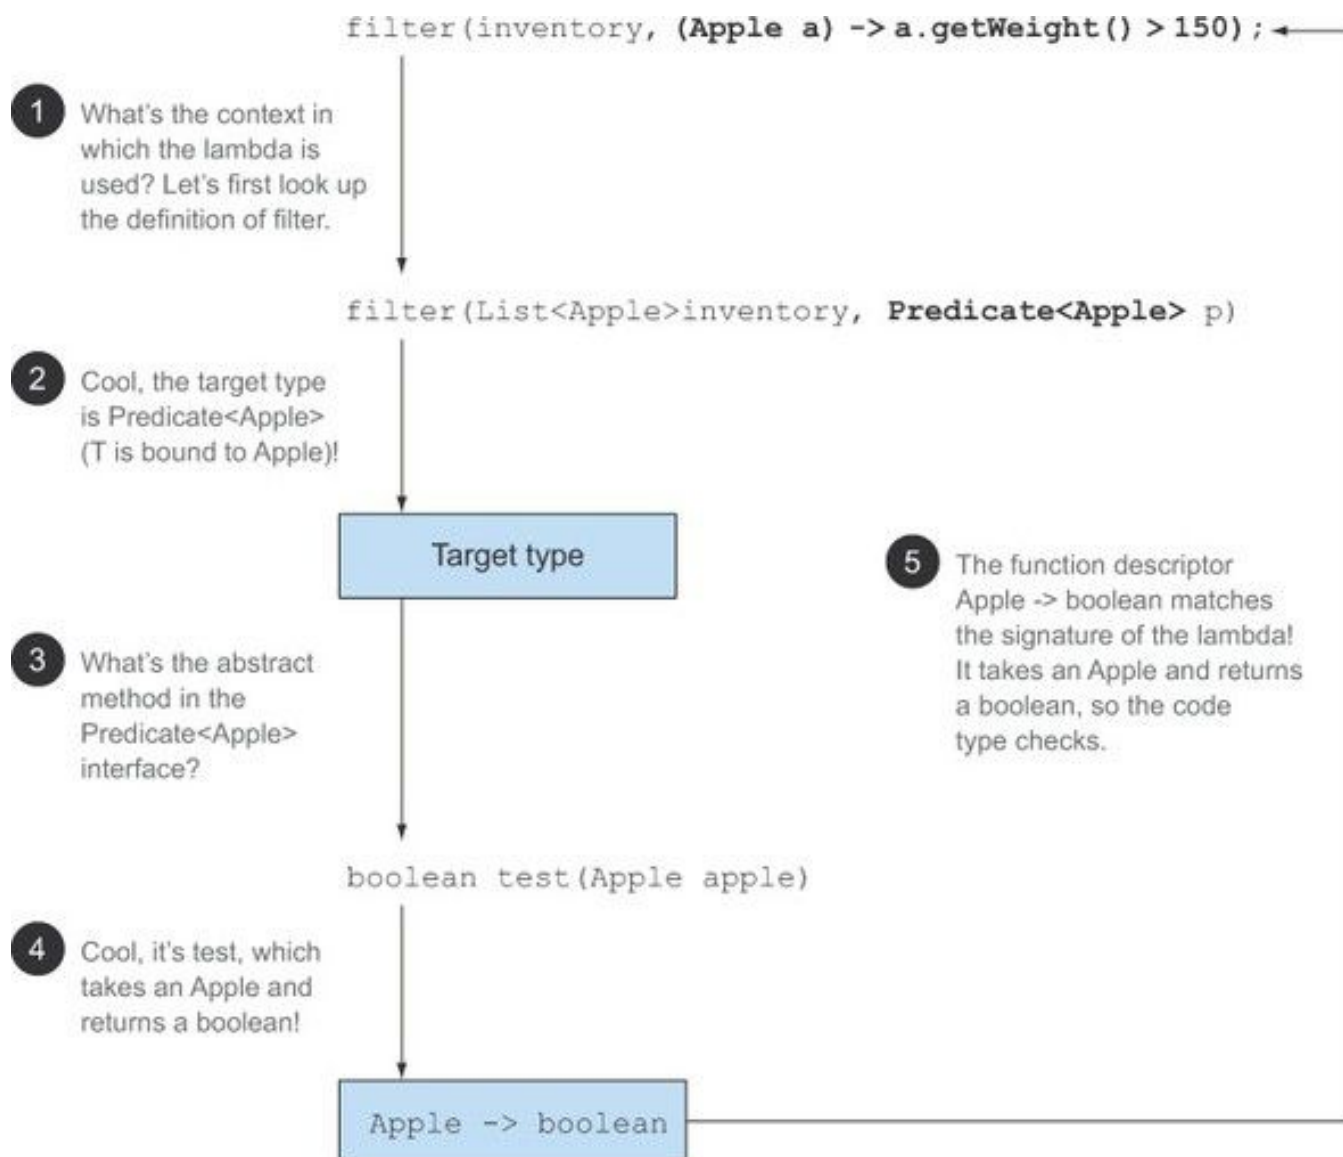 filter(inventory, (Apple a) -> a.getWeight() > 150);
1
What's the context in
which the lambda is
used? Let's first look up
the definition of filter.
filter(List<Apple>inventory, Predicate<Apple> p)
2
Cool, the target type
is Predicate<Apple>
(T is bound to Apple)!
Target type
3
What's the abstract
method in the
Predicate<Apple>
interface?
5
The function descriptor
Apple -> boolean matches
the signature of the lambda!
It takes an Apple and returns
a boolean, so the code
type checks.
boolean test(Apple apple)
4
Cool, it's test, which
takes an Apple and
returns a boolean!
Apple -> boolean